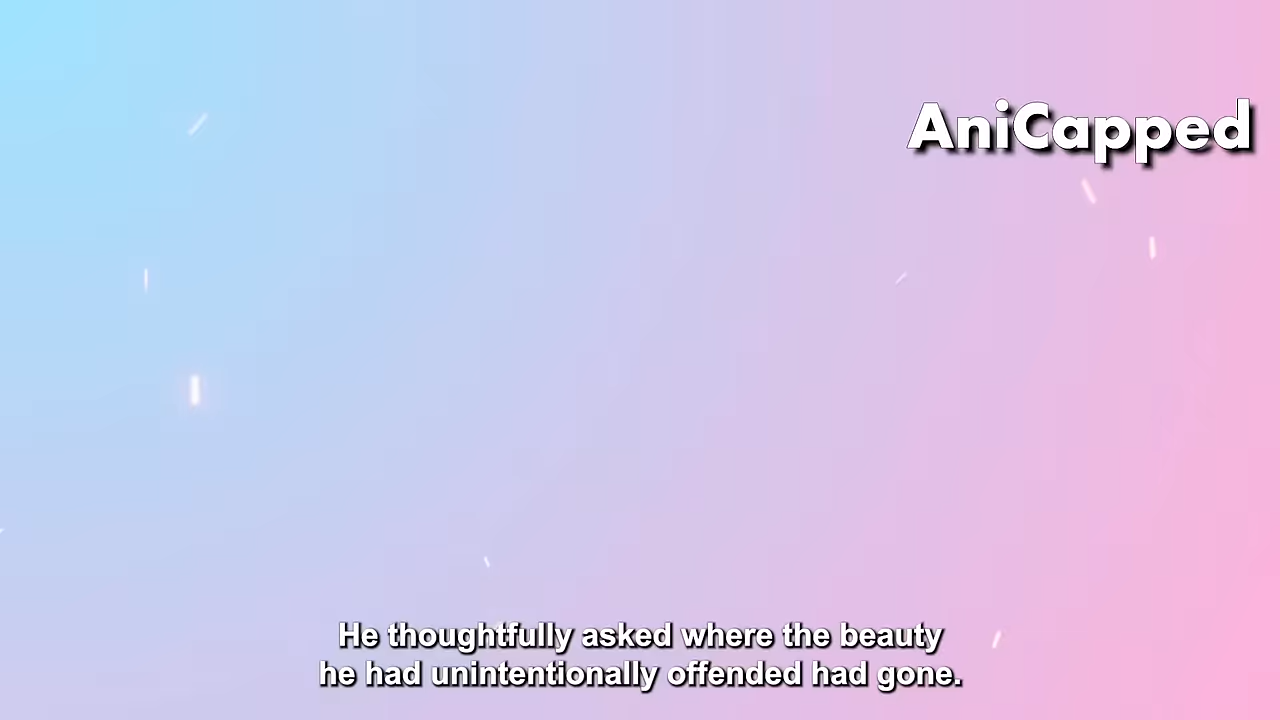 AniCapped
He thoughtfully asked where the beauty
he had unintentionally offended had gone.